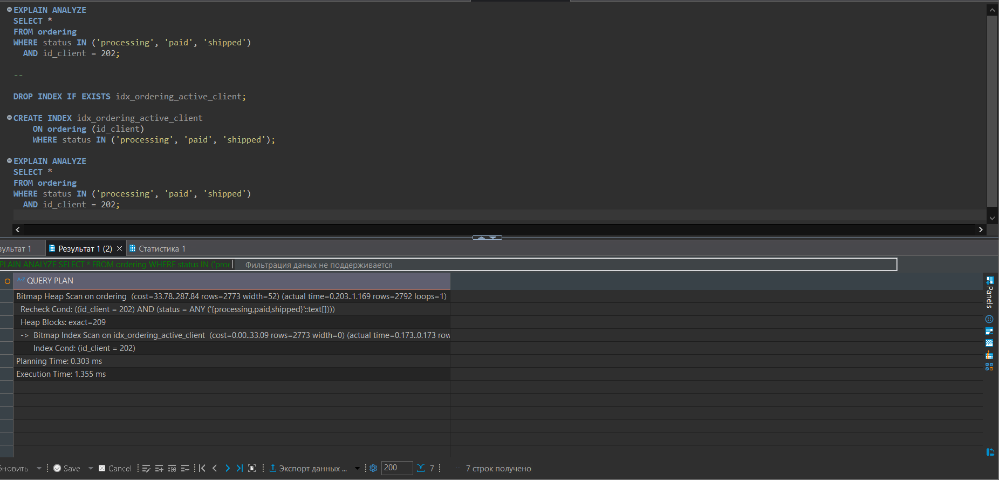 EXPLAIN ANALYZE
SELECT *
FROM ordering
WHERE status IN ('processing', 'paid', 'shipped')
AND id_client = 202;
--
DROP INDEX IF EXISTS idx_ordering_active_client;
CREATE INDEX idx_ordering_active_client
ON ordering (id_client)
WHERE status IN ('processing', 'paid', 'shipped');
EXPLAIN ANALYZE
SELECT *
FROM ordering
WHERE status IN ('processing', 'paid', 'shipped')
AND id_client = 202;
зультат 1 Результат 1 (2) Статистика 1
PLAIN ANALYZE SELECT * FROM ordering WHERE status IN ('proc Фильтрация даных не поддерживается
A-Z QUERY PLAN
Bitmap Heap Scan on ordering (cost=33.78..287.84 rows=2773 width=52) (actual time=0.203..1.169 rows=2792 loops=1)
Recheck Cond: ((id_client = 202) AND (status = ANY ('{processing,paid,shipped}'::text[])))
Heap Blocks: exact=209
-> Bitmap Index Scan on idx_ordering_active_client (cost=0.00..33.09 rows=2773 width=0) (actual time=0.173..0.173 row
Index Cond: (id_client = 202)
Planning Time: 0.303 ms
Execution Time: 1.355 ms
Panels
бновить Save Cancel Экспорт данных ... 200 7 7 строк получено